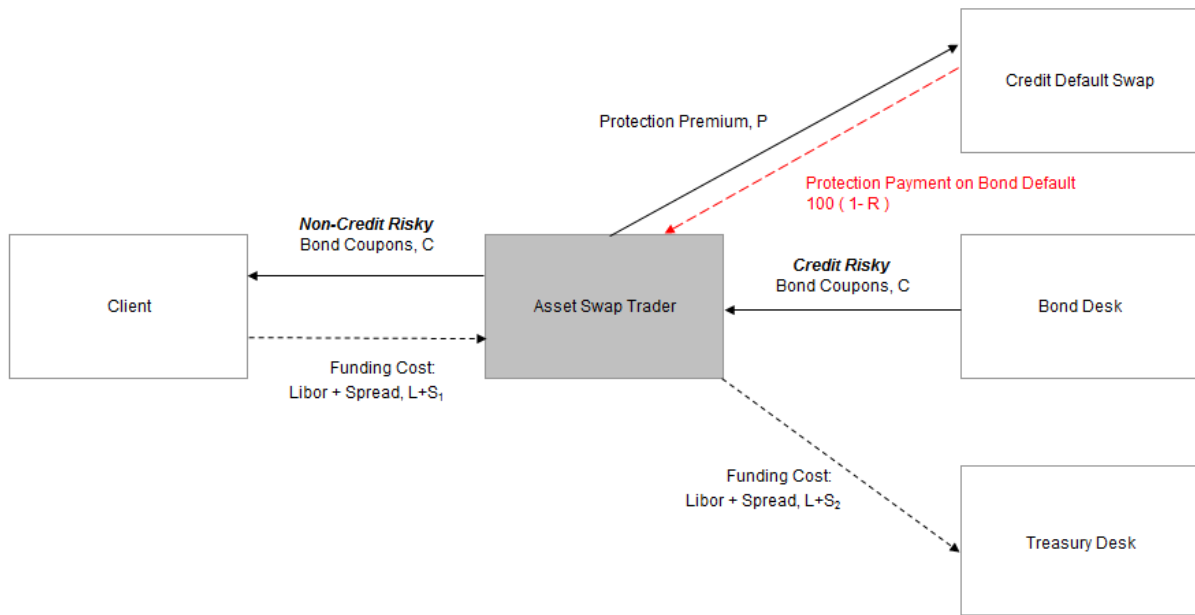 Credit Default Swap
Protection Premium, P
Protection Payment on Bond Default
100 ( 1- R )
Non-Credit Risky
Bond Coupons, C
Credit Risky
Bond Coupons, C
Client
Asset Swap Trader
Bond Desk
Funding Cost:
Libor + Spread, L+S₁
Funding Cost:
Libor + Spread, L+S₂
Treasury Desk